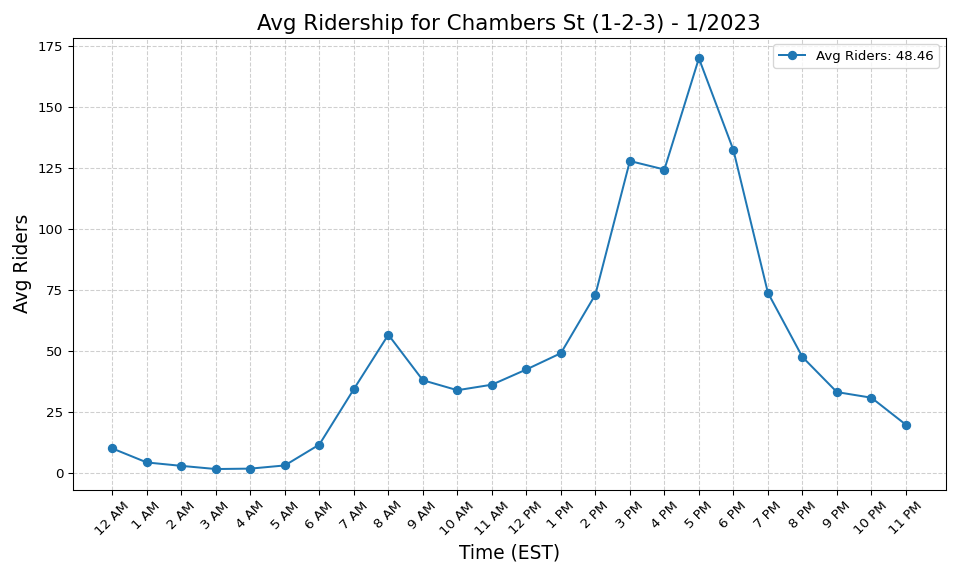 Avg Ridership for Chambers St (1-2-3) - 1/2023
Avg Riders: 48.46
Avg Riders
175
150
125
100
75
50
25
0
12 AM
1 AM
2 AM
3 AM
4 AM
5 AM
6 AM
7 AM
8 AM
9 AM
10 AM
11 AM
12 PM
1 PM
2 PM
3 PM
4 PM
5 PM
6 PM
7 PM
8 PM
9 PM
10 PM
11 PM
Time (EST)